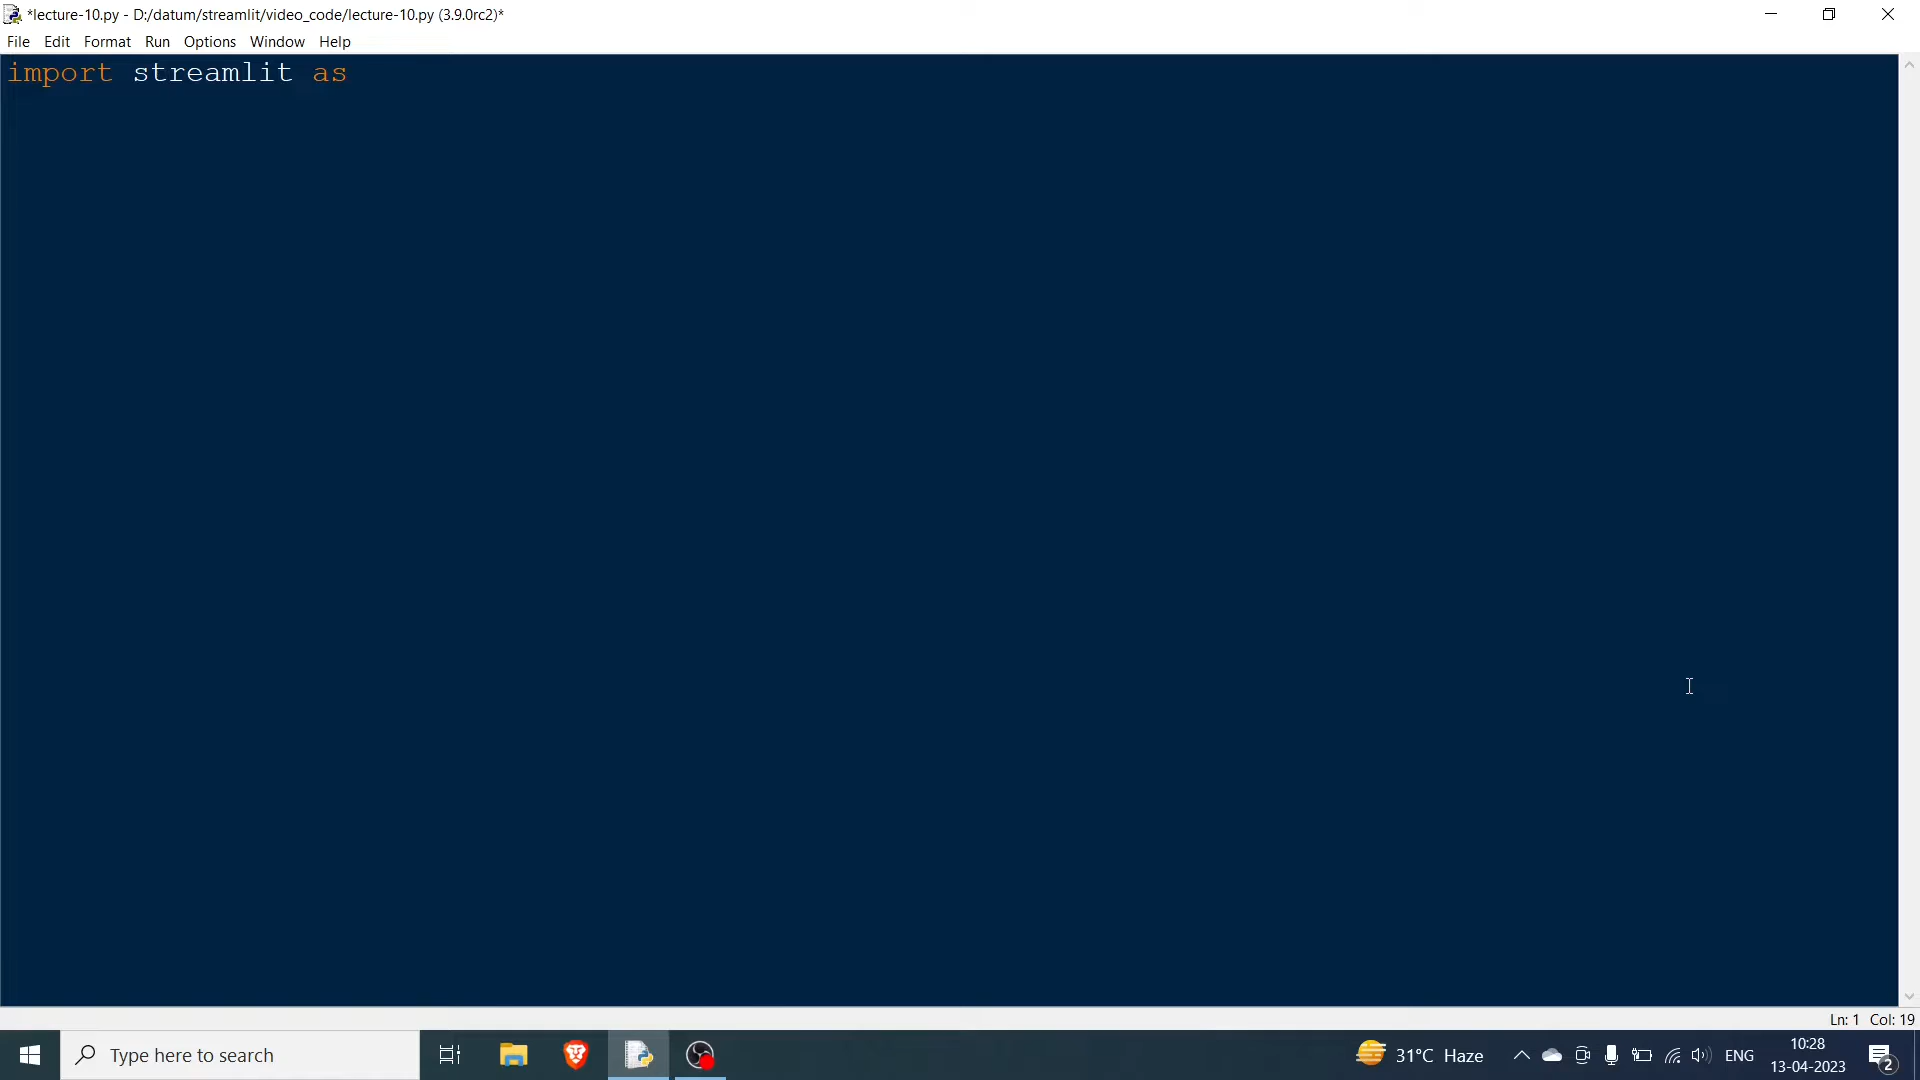 *lecture-10.py - D:/datum/streamlit/video_code/lecture-10.py (3.9.0rc2)*
File Edit Format Run Options Window Help
import streamlit as
Ln: 1 Col: 19
Type here to search
31°C Haze
ENG
10:28
13-04-2023
2